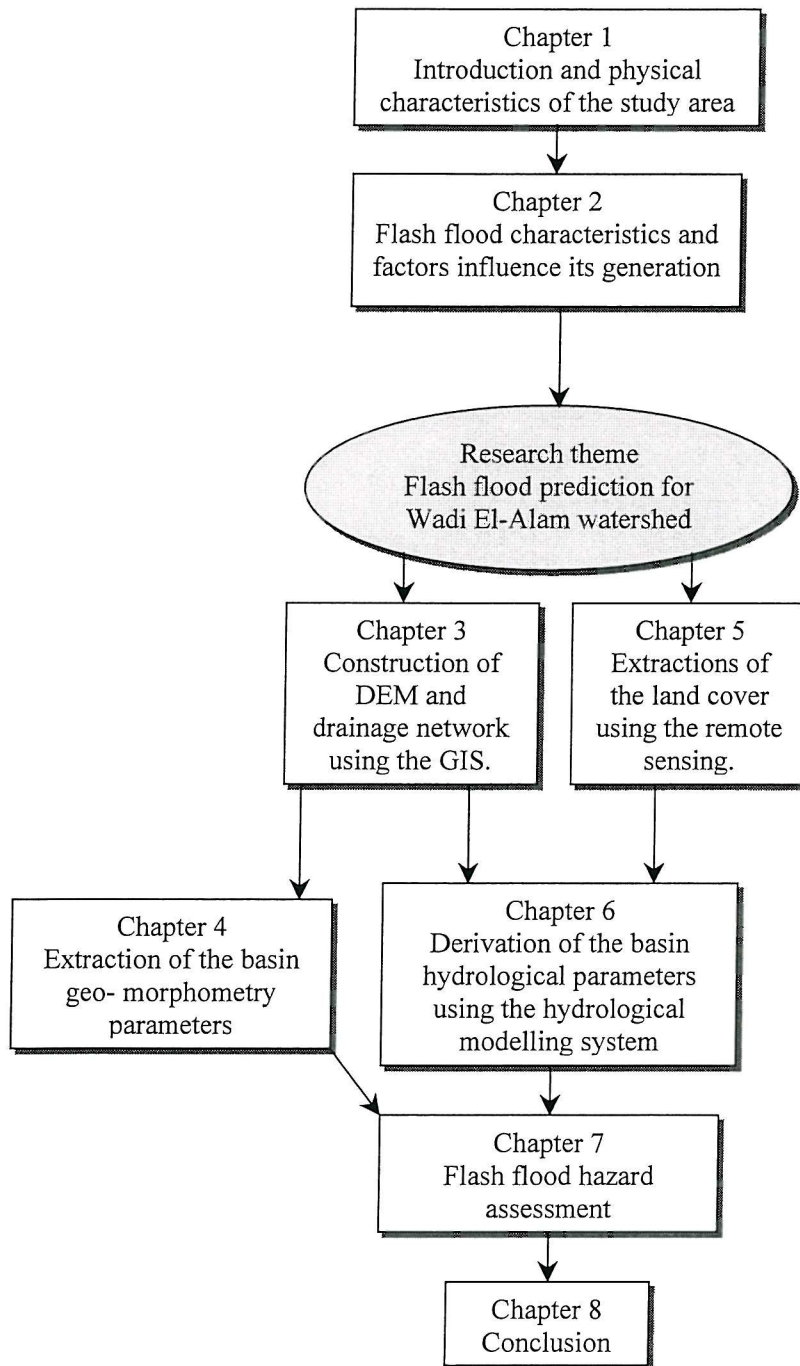 Chapter 1
Introduction and physical
characteristics of the study area
Chapter 2
Flash flood characteristics and
factors influence its generation
Research theme
Flash flood prediction for
Wadi El-Alam watershed
Chapter 3
Construction of
DEM and
drainage network
using the GIS.
Chapter 5
Extractions of
the land cover
using the remote
sensing.
Chapter 4
Extraction of the basin
geo- morphometry
parameters
Chapter 6
Derivation of the basin
hydrological parameters
using the hydrological
modelling system
Chapter 7
Flash flood hazard
assessment
Chapter 8
Conclusion